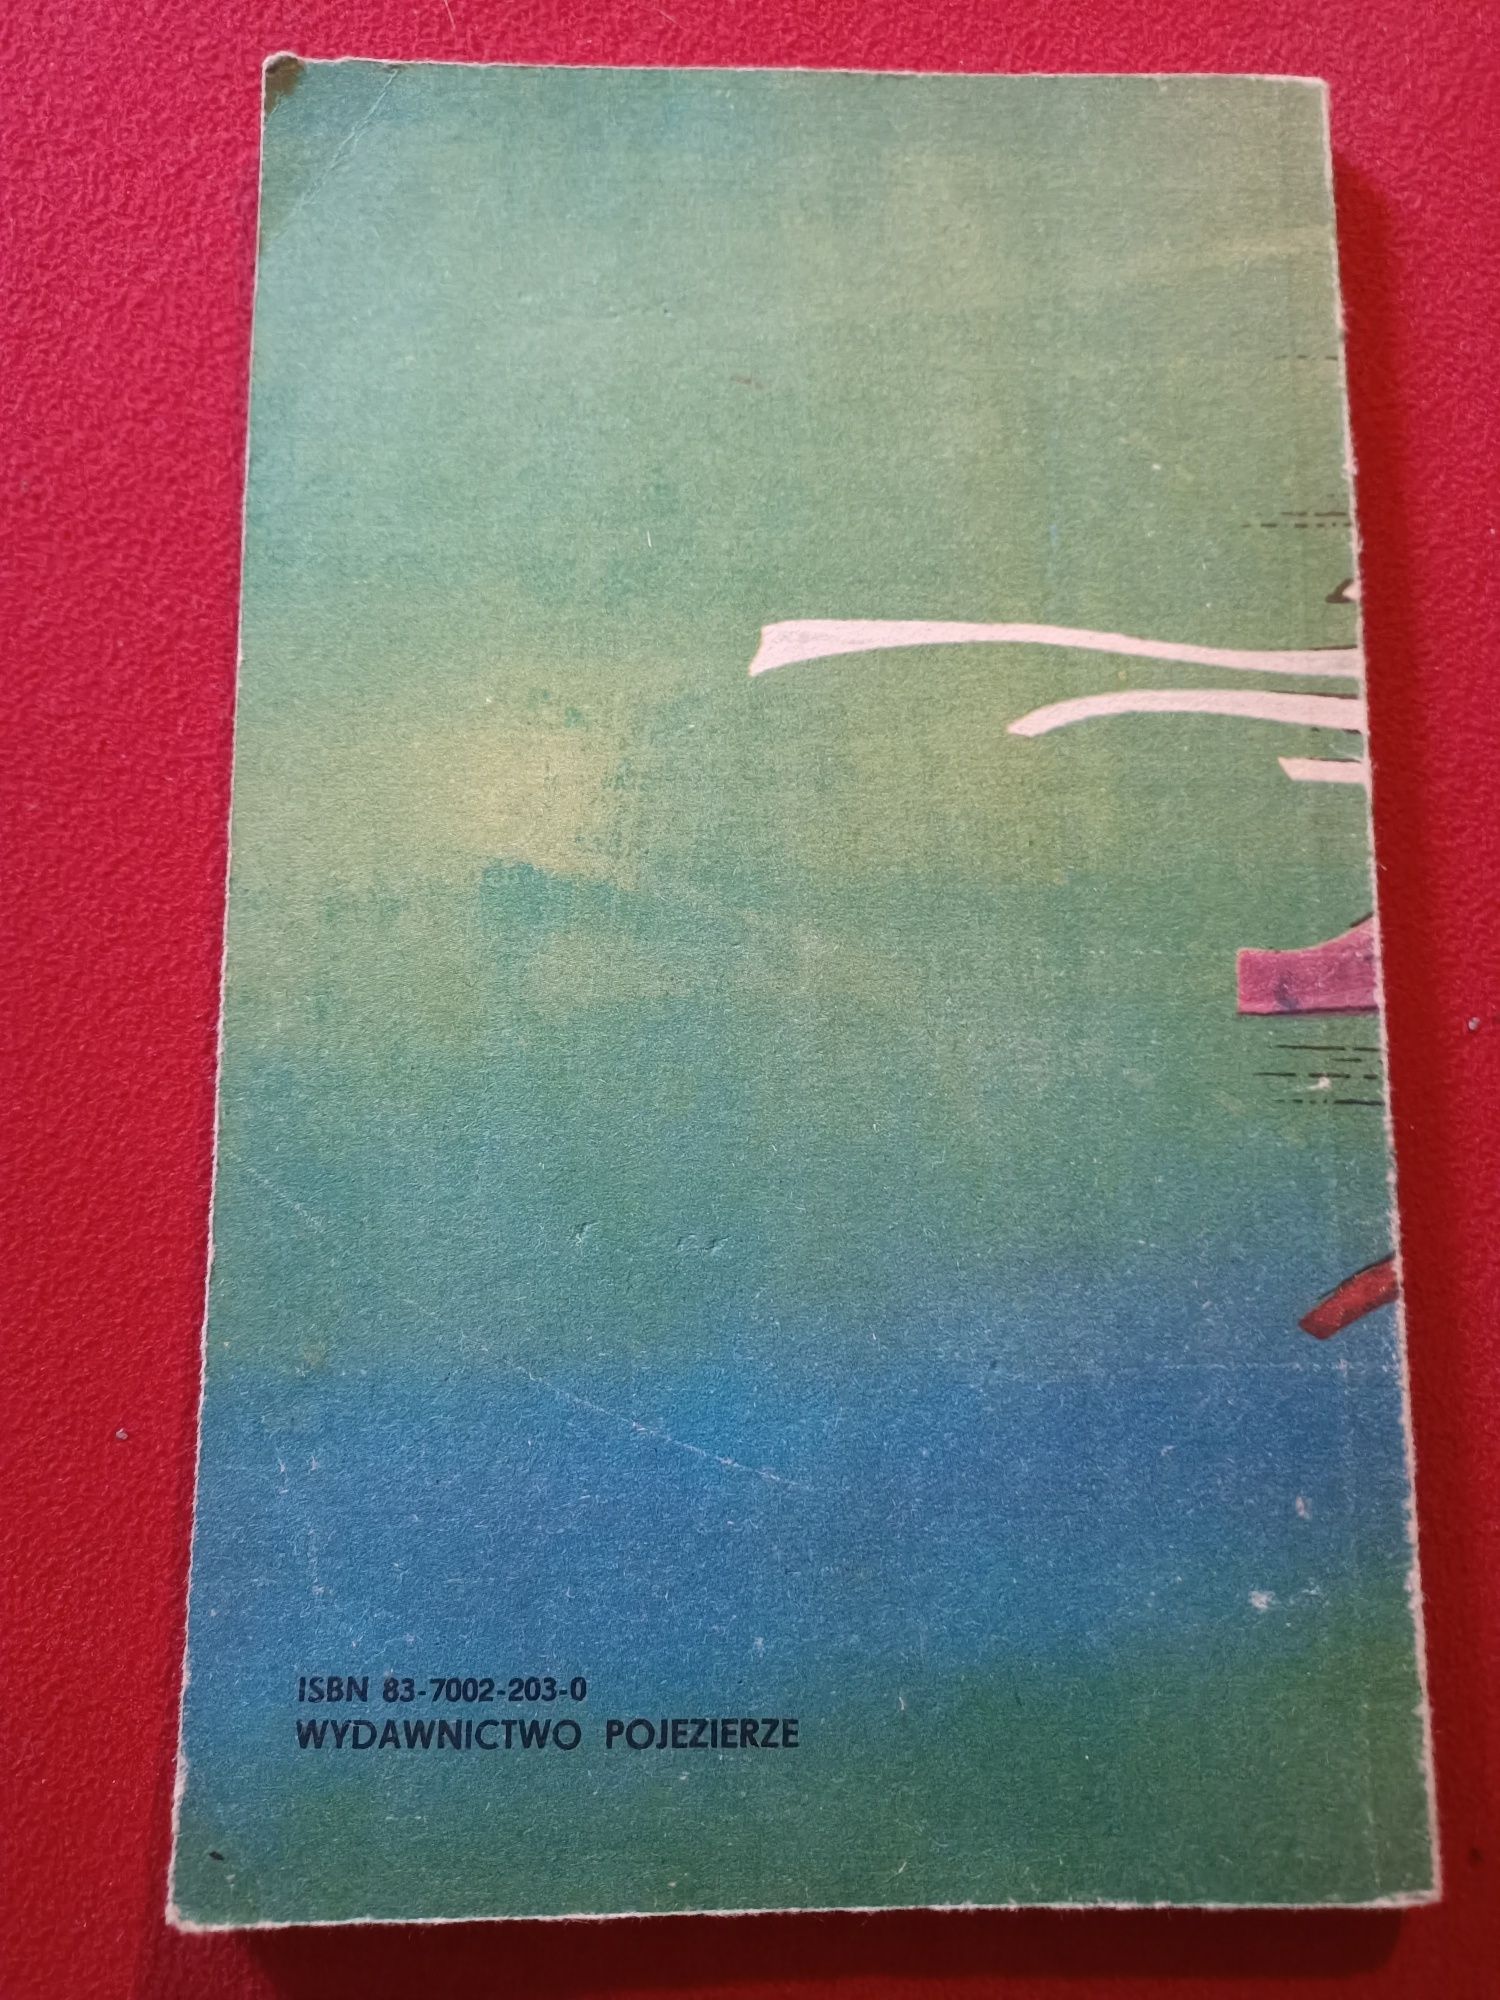 ISBN 83-7002-203-0
WYDAWNICTWO POJEZIERZE